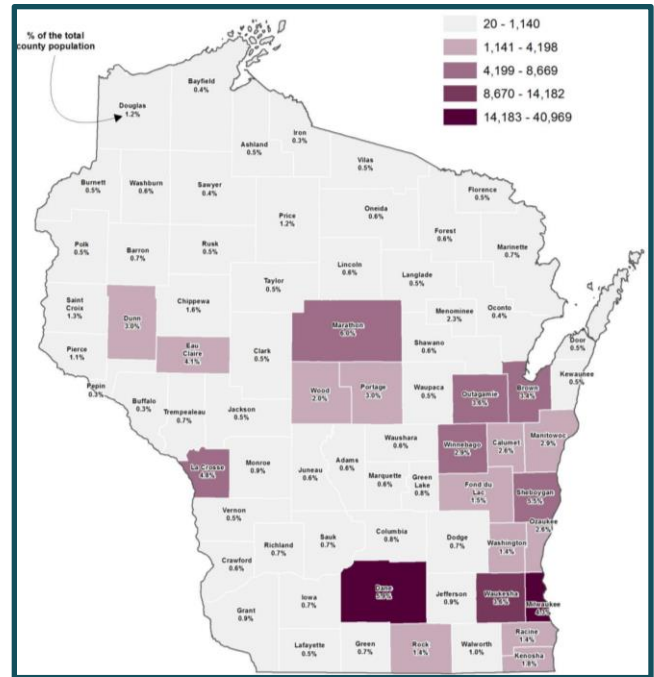 % of the total
county population
20 - 1,140
1,141 - 4,198
4,199 - 8,669
8,670 - 14,182
14,183 - 40,969
Bayfield
0.4%
Douglas
1.2%
Iron
0.3%
Ashland
0.5%
Vilas
0.5%
Burnett
0.5%
Washburn
0.6%
Sawyer
0.4%
Florence
0.5%
Oneida
0.6%
Price
1.2%
Forest
0.6%
Marinette
0.7%
Polk
0.5%
Barron
0.7%
Rusk
0.5%
Lincoln
0.6%
Langlade
0.5%
Taylor
0.5%
Saint
Croix
1.3%
Dunn
3.0%
Chippewa
1.6%
Menominee
2.3%
Oconto
0.4%
Marathon
6.0%
Shawano
0.6%
Door
0.5%
Pierce
1.1%
Eau
Claire
4.1%
Clark
0.5%
Kewaunee
0.5%
Pepin
0.3%
Buffalo
0.3%
Trempealeau
0.7%
Jackson
0.5%
Wood
2.0%
Portage
3.0%
Waupaca
0.5%
Outagamie
3.6%
Brown
3.4%
Waushara
0.6%
Winnebago
2.9%
Calumet
2.6%
Manitowoc
2.9%
La Crosse
4.8%
Monroe
0.9%
Juneau
0.6%
Adams
0.6%
Marquette
0.6%
Green
Lake
0.8%
Fond du
Lac
1.5%
Sheboygan
5.5%
Vernon
0.5%
Ozaukee
2.6%
Columbia
0.8%
Dodge
0.7%
Washington
1.4%
Richland
0.7%
Sauk
0.7%
Crawford
0.6%
Dane
Iowa
0.7%
Jefferson
0.9%
Waukesha
Milwaukee
Grant
0.9%
Lafayette
0.5%
Green
0.7%
Rock
1.4%
Walworth
1.0%
Racine
1.4%
Kenosha
1.8%